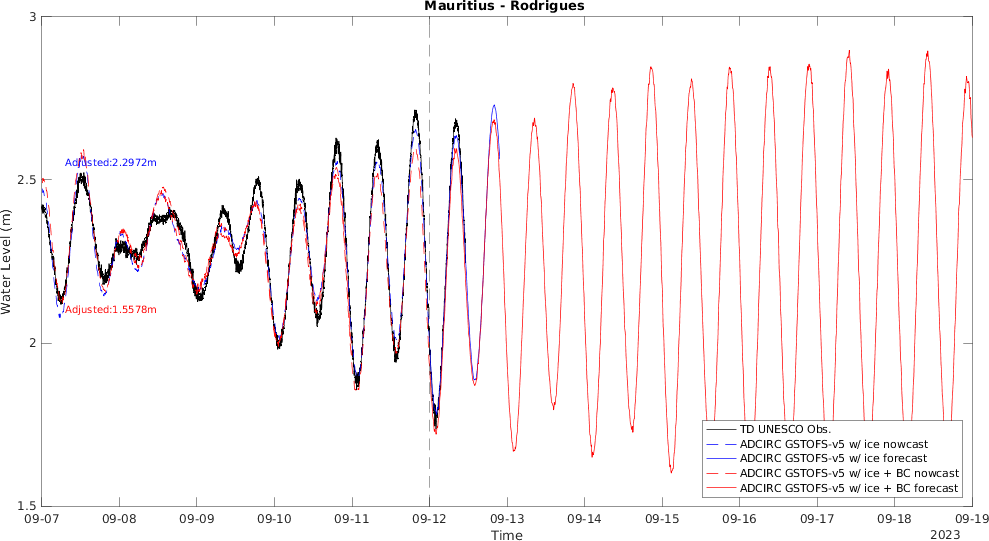 Mauritius - Rodrigues
3
2.5
2
1.5
Water Level (m)
Adjusted:2.2972m
Adjusted:1.5578m
TD UNESCO Obs.
ADCIRC GSTOFS-v5 w/ ice nowcast
ADCIRC GSTOFS-v5 w/ ice forecast
ADCIRC GSTOFS-v5 w/ ice + BC nowcast
ADCIRC GSTOFS-v5 w/ ice + BC forecast
09-07 09-08 09-09 09-10 09-11 09-12 09-13 09-14 09-15 09-16 09-17 09-18 09-19
Time
2023